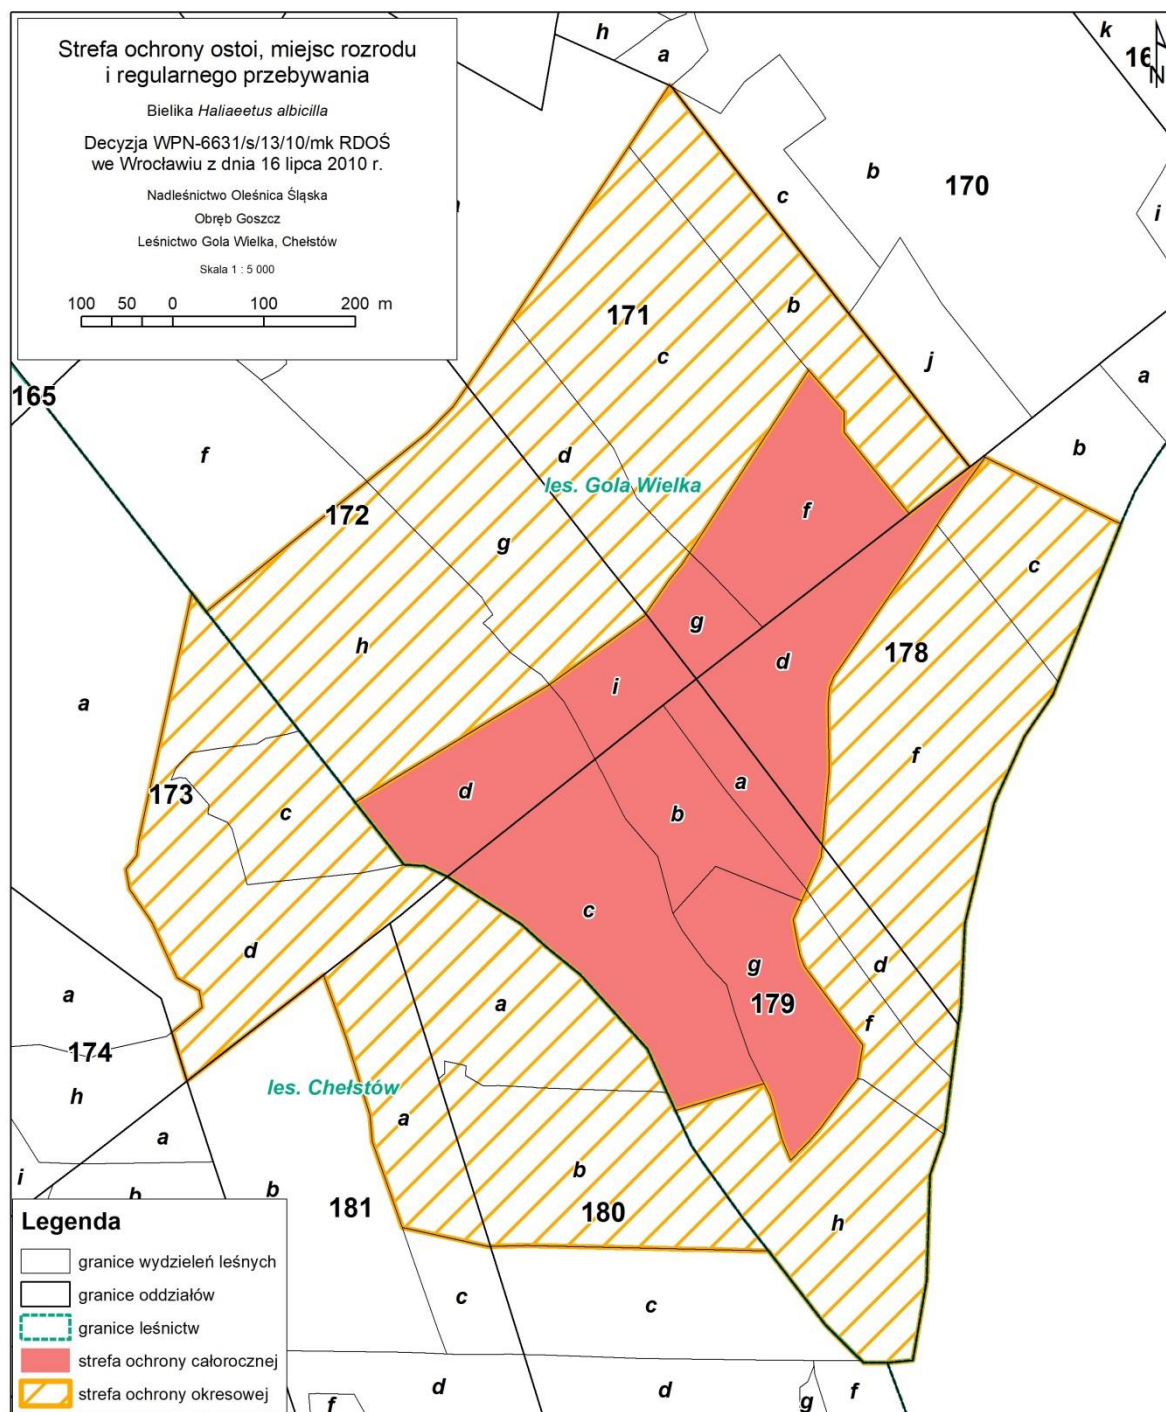 Strefa ochrony ostoi, miejsc rozrodu
i regularnego przebywania
Bielika Haliaeetus albicilla
Decyzja WPN-6631/s/13/10/mk RDOŚ
we Wrocławiu z dnia 16 lipca 2010 r.
Nadleśnictwo Oleśnica Śląska
Obręb Goszcz
Leśnictwo Gola Wielka, Chełstów
Skala 1 : 5 000
100 50 0 100 200 m
h
a
k
N
b
170
c
i
171
b
c
j
a
165
b
f
d
les. Gola Wielka
172
f
g
c
g
h
d
178
i
a
f
173
d
a
c
b
c
d
g
d
a
a
179
f
174
les. Chełstów
h
a
a
i
b
b
b
181
180
h
c
c
d
d
f
g
f
Legenda
granice wydzieleń leśnych
granice oddziałów
granice leśnictw
strefa ochrony całorocznej
strefa ochrony okresowej